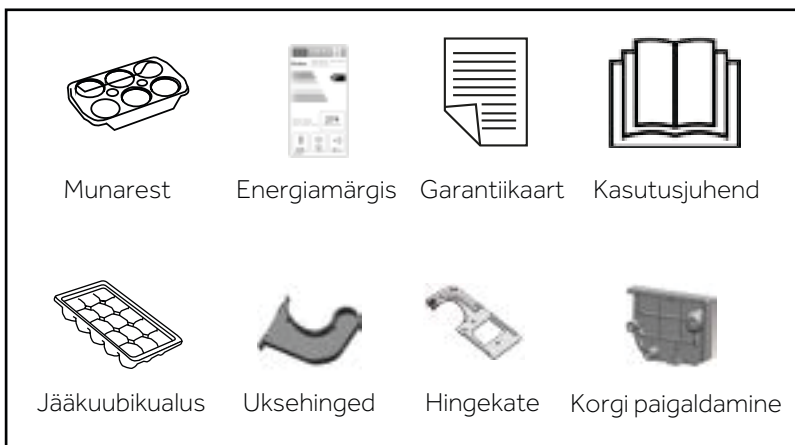 Munarest Energiamärgis Garantiikaart Kasutusjuhend
Jääkuubikualus Uksehinged Hingekate Korgi paigaldamine